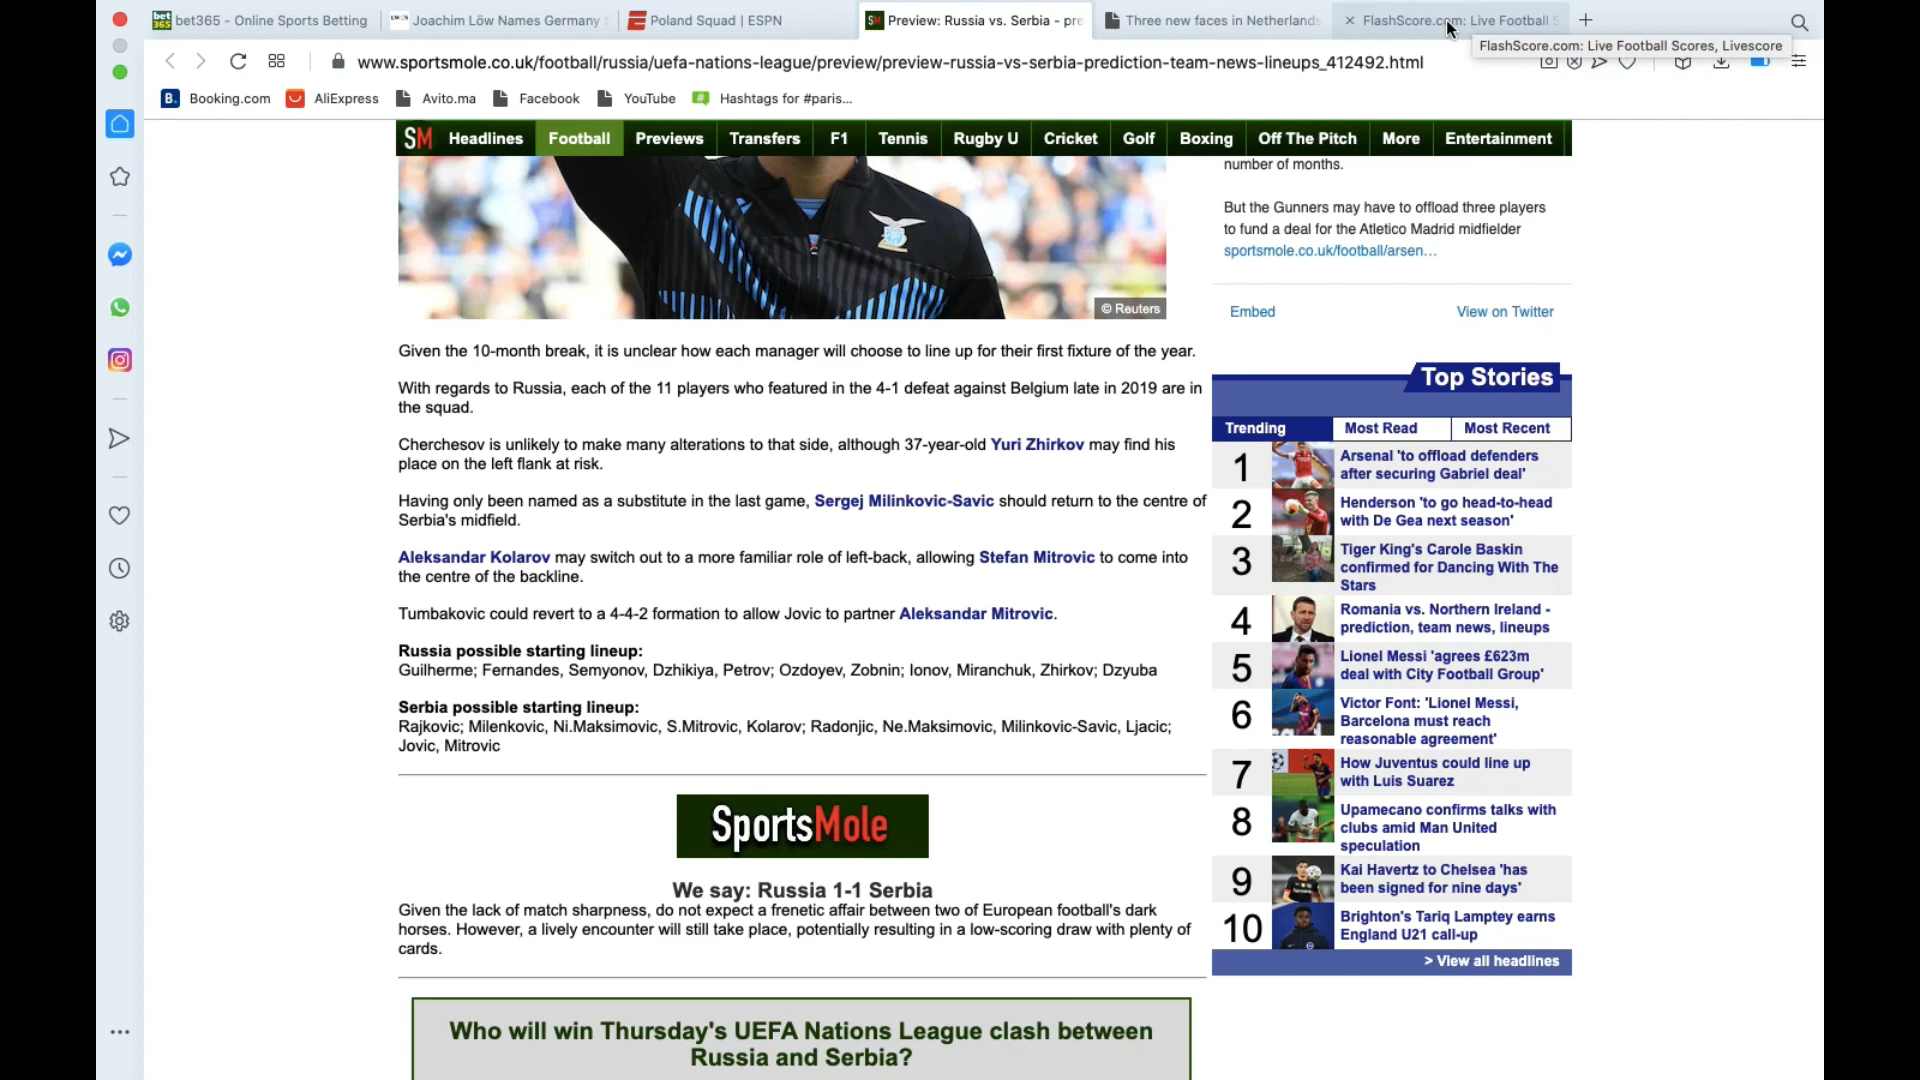 bet365 - Online Sports Betting
Joachim Löw Names Germany S
Poland Squad | ESPN
Preview: Russia vs. Serbia - pre
Three new faces in Netherlands
FlashScore.com: Live Football S
FlashScore.com: Live Football Scores, Livescore
www.sportsmole.co.uk/football/russia/uefa-nations-league/preview/preview-russia-vs-serbia-prediction-team-news-lineups_412492.html
B. Booking.com
AliExpress
Avito.ma
Facebook
YouTube
# Hashtags for #paris...
SM Headlines Football Previews Transfers F1 Tennis Rugby U Cricket Golf Boxing Off The Pitch More Entertainment
© Reuters
Given the 10-month break, it is unclear how each manager will choose to line up for their first fixture of the year.
With regards to Russia, each of the 11 players who featured in the 4-1 defeat against Belgium late in 2019 are in
the squad.
Cherchesov is unlikely to make many alterations to that side, although 37-year-old Yuri Zhirkov may find his
place on the left flank at risk.
Having only been named as a substitute in the last game, Sergej Milinkovic-Savic should return to the centre of
Serbia's midfield.
Aleksandar Kolarov may switch out to a more familiar role of left-back, allowing Stefan Mitrovic to come into
the centre of the backline.
Tumbakovic could revert to a 4-4-2 formation to allow Jovic to partner Aleksandar Mitrovic.
Russia possible starting lineup:
Guilherme; Fernandes, Semyonov, Dzhikiya, Petrov; Ozdoyev, Zobnin; Ionov, Miranchuk, Zhirkov; Dzyuba
Serbia possible starting lineup:
Rajkovic; Milenkovic, Ni.Maksimovic, S.Mitrovic, Kolarov; Radonjic, Ne.Maksimovic, Milinkovic-Savic, Ljacic;
Jovic, Mitrovic
SportsMole
We say: Russia 1-1 Serbia
Given the lack of match sharpness, do not expect a frenetic affair between two of European football's dark
horses. However, a lively encounter will still take place, potentially resulting in a low-scoring draw with plenty of
cards.
Who will win Thursday's UEFA Nations League clash between
Russia and Serbia?
number of months.
But the Gunners may have to offload three players
to fund a deal for the Atletico Madrid midfielder
sportsmole.co.uk/football/arsen…
Embed
View on Twitter
Top Stories
Trending
Most Read
Most Recent
1 Arsenal 'to offload defenders
after securing Gabriel deal'
2 Henderson 'to go head-to-head
with De Gea next season'
3 Tiger King's Carole Baskin
confirmed for Dancing With The
Stars
4 Romania vs. Northern Ireland -
prediction, team news, lineups
5 Lionel Messi 'agrees £623m
deal with City Football Group'
6 Victor Font: 'Lionel Messi,
Barcelona must reach
reasonable agreement'
7 How Juventus could line up
with Luis Suarez
8 Upamecano confirms talks with
clubs amid Man United
speculation
9 Kai Havertz to Chelsea 'has
been signed for nine days'
10 Brighton's Tariq Lamptey earns
England U21 call-up
> View all headlines